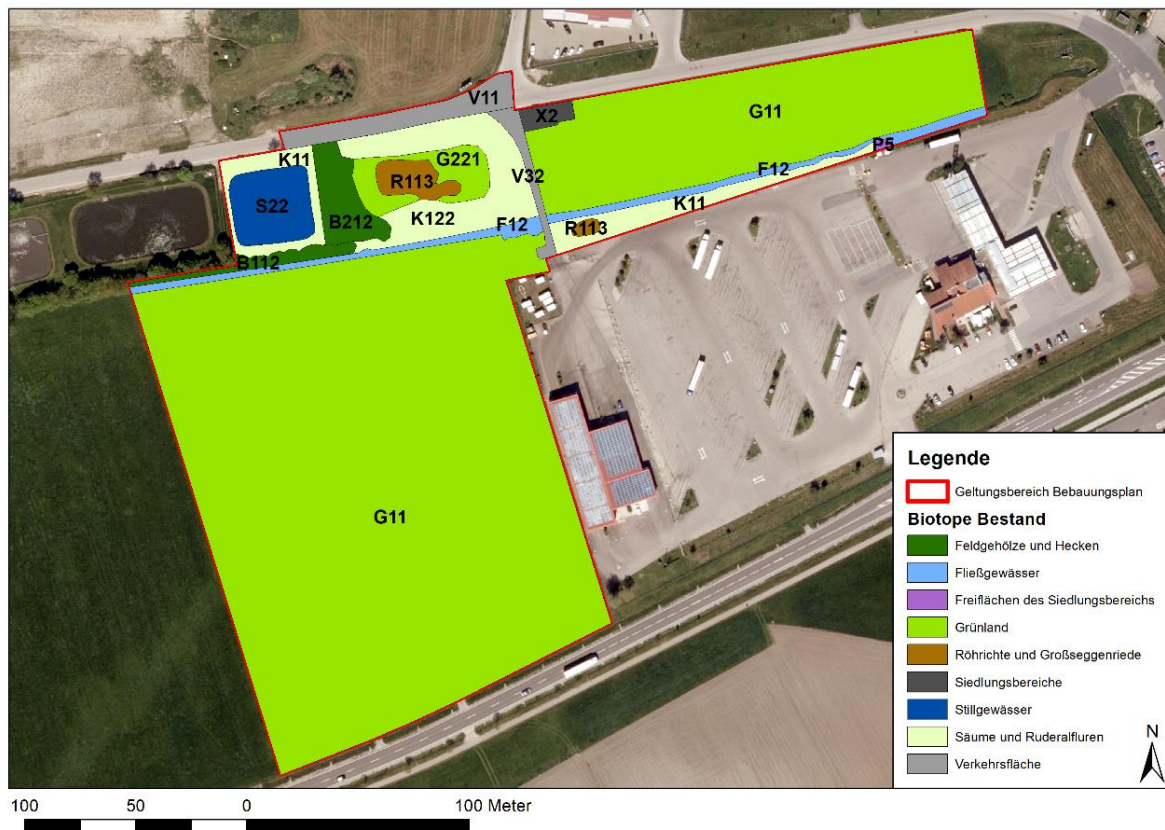 V11
X2
G11
K11
G221
P5
R113
V32
F12
S22
K11
B212
K122
F12
R113
B112
G11
Legende
Geltungsbereich Bebauungsplan
Biotope Bestand
Feldgehölze und Hecken
Fließgewässer
Freiflächen des Siedlungsbereichs
Grünland
Röhrichte und Großseggenriede
Siedlungsbereiche
Stillgewässer
Säume und Ruderalfluren
Verkehrsfläche
N
100 50 0 100 Meter